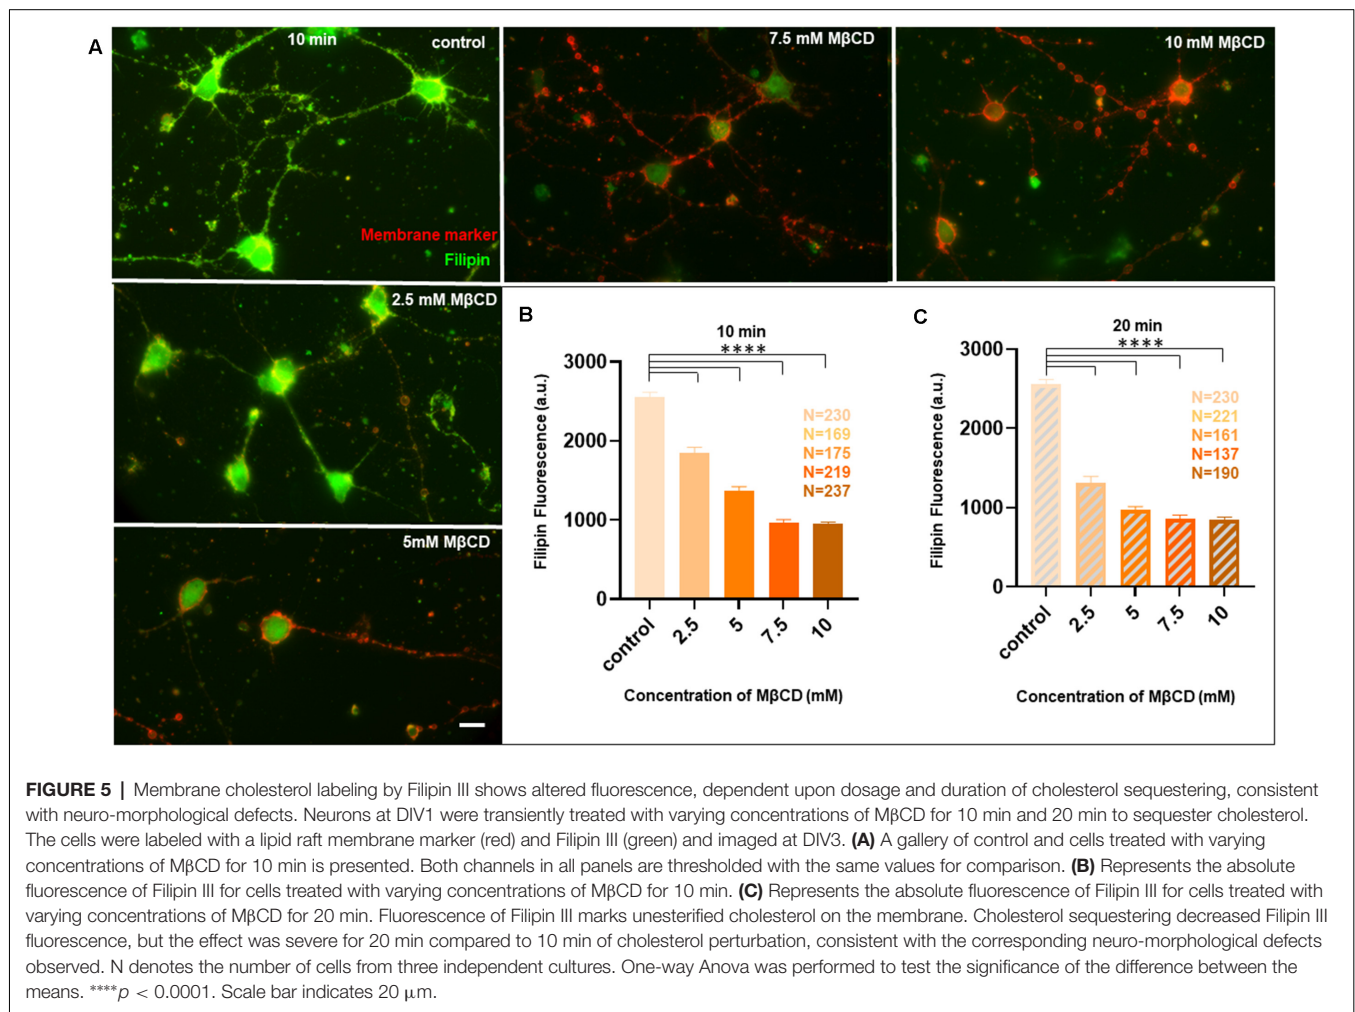 A
10 min
control
Membrane marker
Filipin
7.5 mM MβCD
10 mM MβCD
2.5 mM MβCD
5mM MβCD
B
10 min
****
Filipin Fluorescence (a.u.)
3000
2000
1000
0
N=230
N=169
N=175
N=219
N=237
control
2.5
5
7.5
10
Concentration of MβCD (mM)
C
20 min
****
Filipin Fluorescence (a.u.)
3000
2000
1000
0
N=230
N=221
N=161
N=137
N=190
control
2.5
5
7.5
10
Concentration of MβCD (mM)
FIGURE 5 | Membrane cholesterol labeling by Filipin III shows altered fluorescence, dependent upon dosage and duration of cholesterol sequestering, consistent
with neuro-morphological defects. Neurons at DIV1 were transiently treated with varying concentrations of MβCD for 10 min and 20 min to sequester cholesterol.
The cells were labeled with a lipid raft membrane marker (red) and Filipin III (green) and imaged at DIV3. (A) A gallery of control and cells treated with varying
concentrations of MβCD for 10 min is presented. Both channels in all panels are thresholded with the same values for comparison. (B) Represents the absolute
fluorescence of Filipin III for cells treated with varying concentrations of MβCD for 10 min. (C) Represents the absolute fluorescence of Filipin III for cells treated with
varying concentrations of MβCD for 20 min. Fluorescence of Filipin III marks unesterified cholesterol on the membrane. Cholesterol sequestering decreased Filipin III
fluorescence, but the effect was severe for 20 min compared to 10 min of cholesterol perturbation, consistent with the corresponding neuro-morphological defects
observed. N denotes the number of cells from three independent cultures. One-way Anova was performed to test the significance of the difference between the
means. ****p < 0.0001. Scale bar indicates 20 μm.